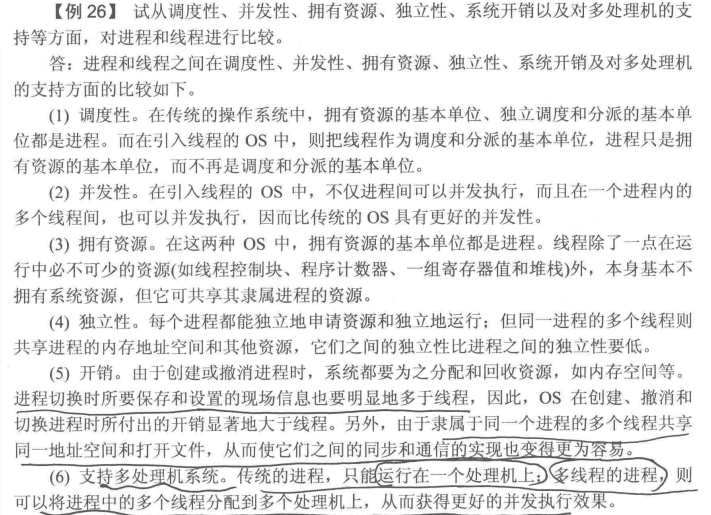 【例 26】 试从调度性、并发性、拥有资源、独立性、系统开销以及对多处理机的支
持等方面，对进程和线程进行比较。
答：进程和线程之间在调度性、并发性、拥有资源、独立性、系统开销及对多处理机
的支持方面的比较如下。
(1) 调度性。在传统的操作系统中，拥有资源的基本单位、独立调度和分派的基本单
位都是进程。而在引入线程的 OS 中，则把线程作为调度和分派的基本单位，进程只是拥
有资源的基本单位，而不再是调度和分派的基本单位。
(2) 并发性。在引入线程的 OS 中，不仅进程间可以并发执行，而且在一个进程内的
多个线程间，也可以并发执行，因而比传统的 OS 具有更好的并发性。
(3) 拥有资源。在这两种 OS 中，拥有资源的基本单位都是进程。线程除了一点在运
行中必不可少的资源(如线程控制块、程序计数器、一组寄存器值和堆栈)外，本身基本不
拥有系统资源，但它可共享其隶属进程的资源。
(4) 独立性。每个进程都能独立地申请资源和独立地运行；但同一进程的多个线程则
共享进程的内存地址空间和其他资源，它们之间的独立性比进程之间的独立性要低。
(5) 开销。由于创建或撤消进程时，系统都要为之分配和回收资源，如内存空间等。
进程切换时所要保存和设置的现场信息也要明显地多于线程，因此，OS 在创建、撤消和
切换进程时所付出的开销显著地大于线程。另外，由于隶属于同一个进程的多个线程共享
同一地址空间和打开文件，从而使它们之间的同步和通信的实现也变得更为容易。
(6) 支持多处理机系统。传统的进程，只能运行在一个处理机上；多线程的进程，则
可以将进程中的多个线程分配到多个处理机上，从而获得更好的并发执行效果。